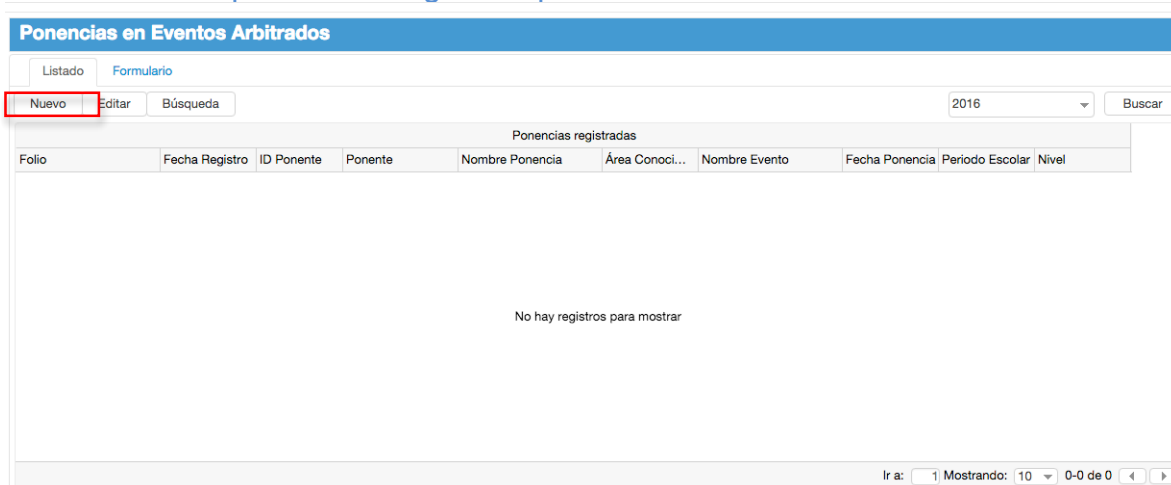 Ponencias en Eventos Arbitrados
Listado Formulario
Nuevo Editar Búsqueda 2016 Buscar
Ponencias registradas
Folio Fecha Registro ID Ponente Ponente Nombre Ponencia Área Conoci... Nombre Evento Fecha Ponencia Periodo Escolar Nivel
No hay registros para mostrar
Ir a: 1 Mostrando: 10 0-0 de 0